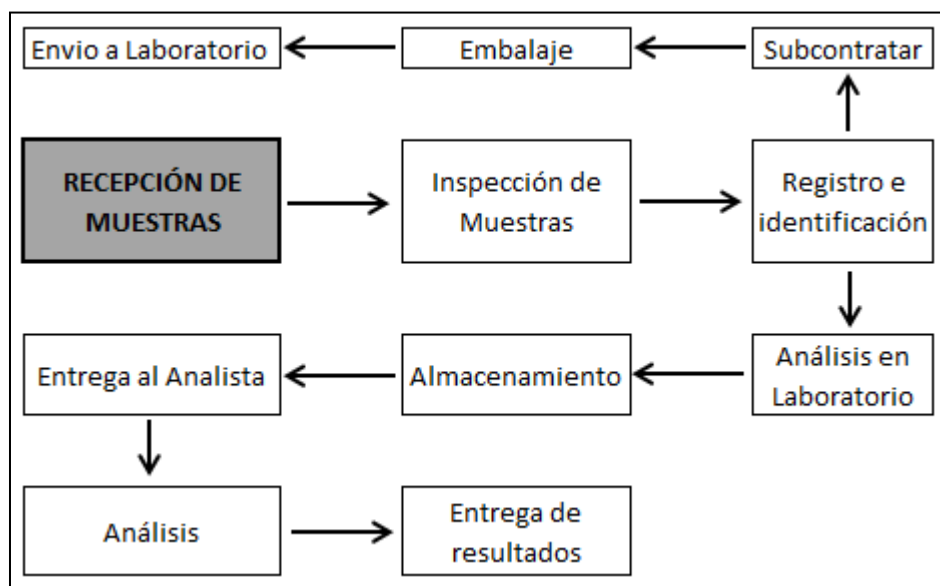 Envio a Laboratorio
Embalaje
Subcontratar
RECEPCIÓN DE
MUESTRAS
Inspección de
Muestras
Registro e
identificación
Entrega al Analista
Almacenamiento
Análisis en
Laboratorio
Análisis
Entrega de
resultados